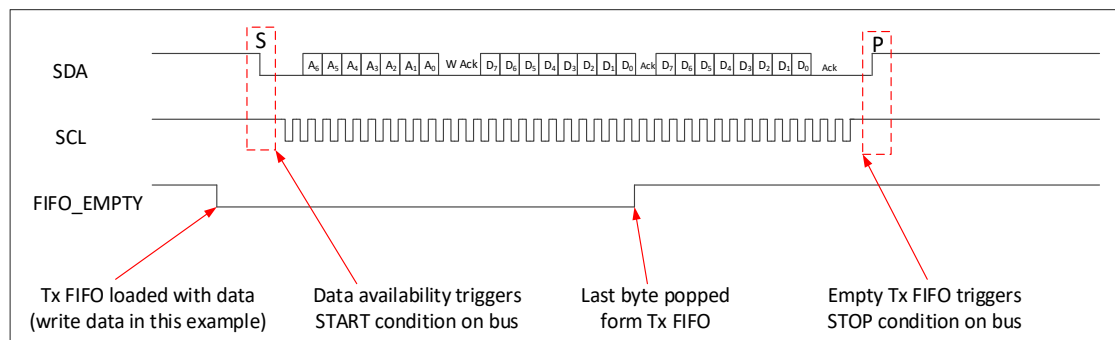 S
P
SDA
A6 A5 A4 A3 A2 A1 A0 W Ack D7 D6 D5 D4 D3 D2 D1 D0 Ack D7 D6 D5 D4 D3 D2 D1 D0 Ack
SCL
FIFO_EMPTY
Tx FIFO loaded with data
(write data in this example)
Data availability triggers
START condition on bus
Last byte popped
form Tx FIFO
Empty Tx FIFO triggers
STOP condition on bus